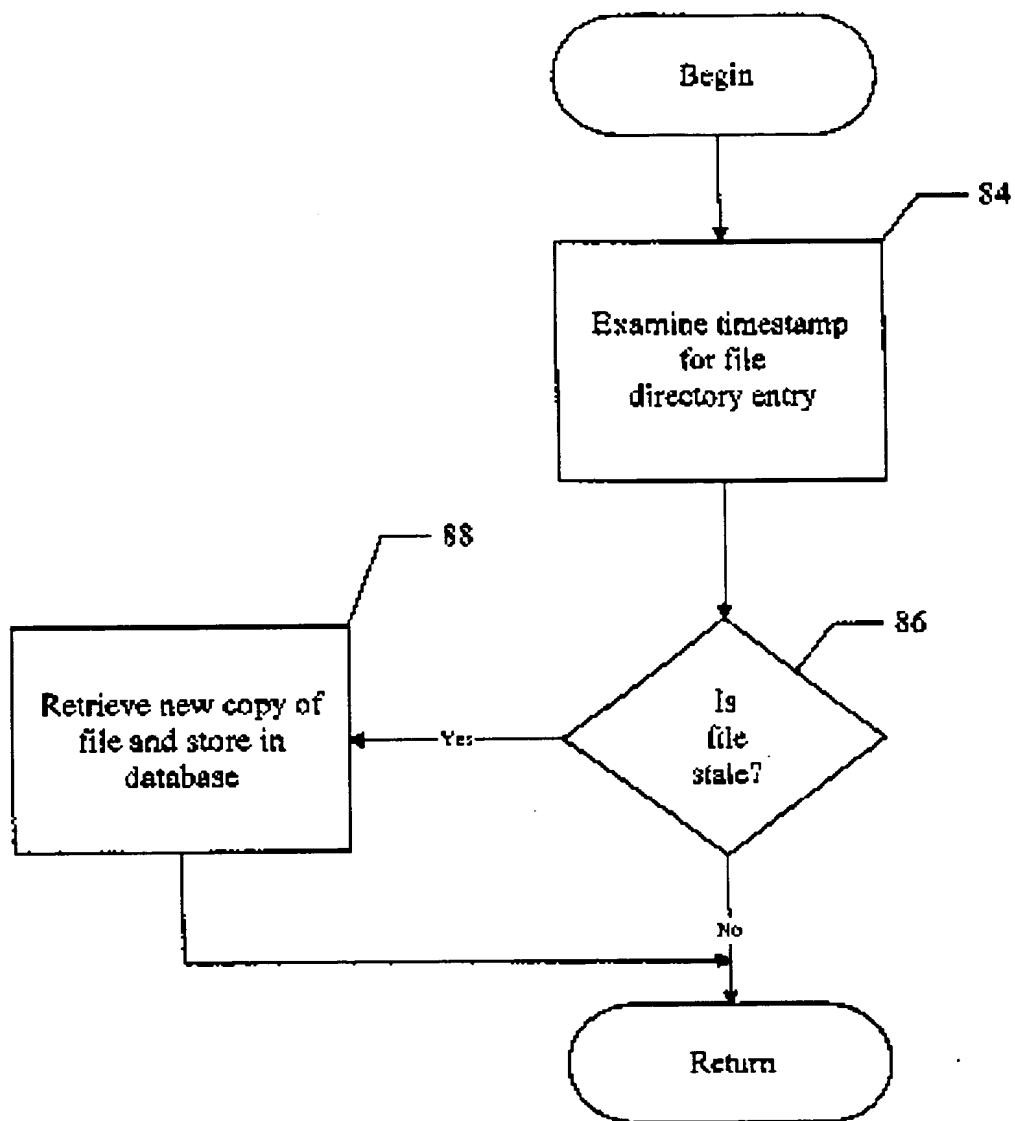 Begin
84
Examine timestamp
for file
directory entry
88
86
Retrieve new copy of
file and store in
database
Yes
Is
file
stale?
No
Return